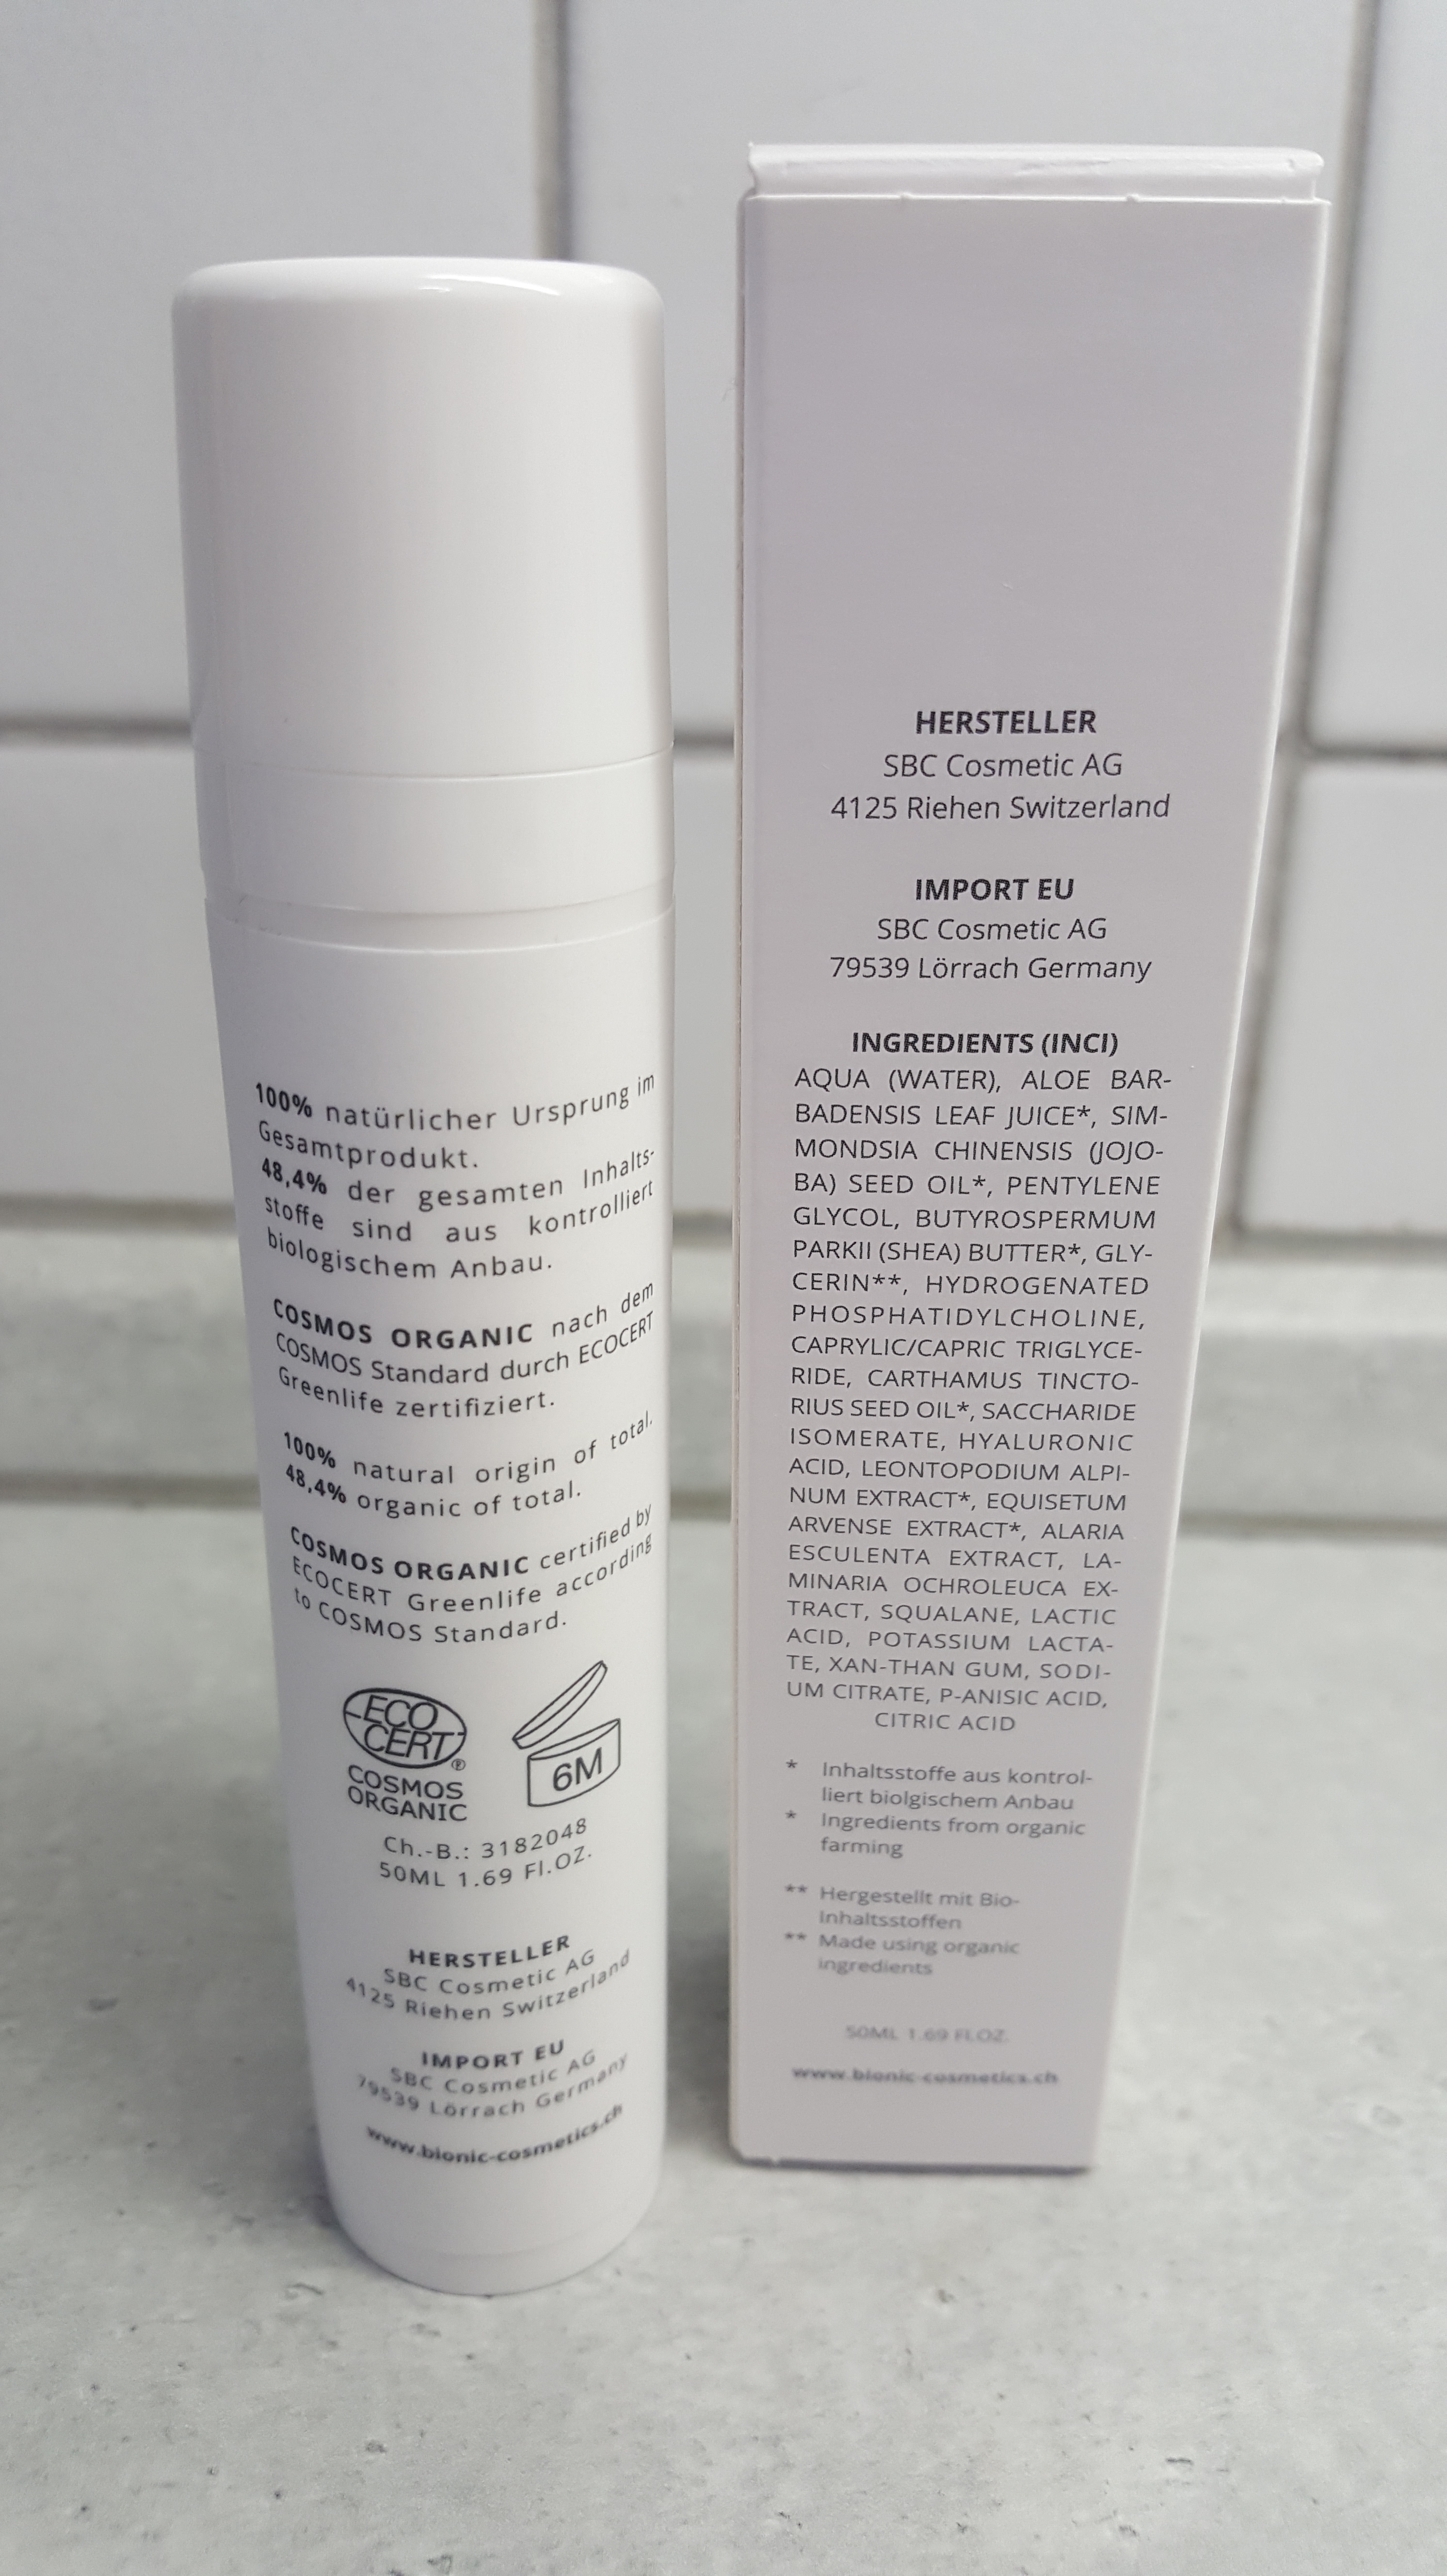 100% natürlicher Ursprung im
Gesamtprodukt.
48,4% der gesamten Inhalts-
stoffe sind aus kontrolliert
biologischem Anbau.
COSMOS ORGANIC nach dem
COSMOS Standard durch ECOCERT
Greenlife zertifiziert.
100% natural origin of total.
48,4% organic of total.
COSMOS ORGANIC certified by
ECOCERT Greenlife according
to COSMOS Standard.
ECO
CERT®
COSMOS
ORGANIC
6M
Ch.-B.: 3182048
50ML 1.69 Fl.OZ.
HERSTELLER
SBC Cosmetic AG
4125 Riehen Switzerland
IMPORT EU
SBC Cosmetic AG
79539 Lörrach Germany
www.bionic-cosmetics.ch
HERSTELLER
SBC Cosmetic AG
4125 Riehen Switzerland
IMPORT EU
SBC Cosmetic AG
79539 Lörrach Germany
INGREDIENTS (INCI)
AQUA (WATER), ALOE BAR-
BADENSIS LEAF JUICE*, SIM-
MONDSIA CHINENSIS (JOJO-
BA) SEED OIL*, PENTYLENE
GLYCOL, BUTYROSPERMUM
PARKII (SHEA) BUTTER*, GLY-
CERIN**, HYDROGENATED
PHOSPHATIDYLCHOLINE,
CAPRYLIC/CAPRIC TRIGLYCE-
RIDE, CARTHAMUS TINCTO-
RIUS SEED OIL*, SACCHARIDE
ISOMERATE, HYALURONIC
ACID, LEONTOPODIUM ALPI-
NUM EXTRACT*, EQUISETUM
ARVENSE EXTRACT*, ALARIA
ESCULENTA EXTRACT, LA-
MINARIA OCHROLEUCA EX-
TRACT, SQUALANE, LACTIC
ACID, POTASSIUM LACTA-
TE, XAN-THAN GUM, SODI-
UM CITRATE, P-ANISIC ACID,
CITRIC ACID
* Inhaltsstoffe aus kontrol-
liert biolgischem Anbau
* Ingredients from organic
farming
** Hergestellt mit Bio-
Inhaltsstoffen
** Made using organic
ingredients
50ML 1.69 Fl.OZ.
www.bionic-cosmetics.ch